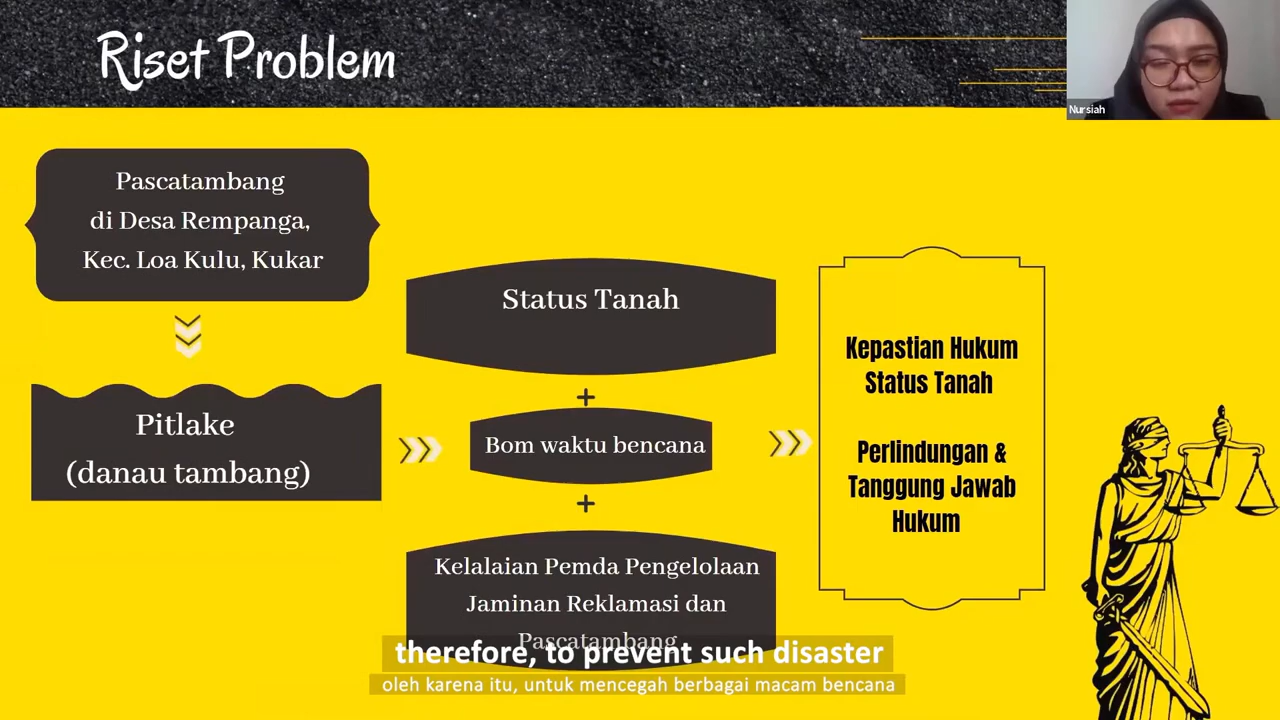 Riset Problem
Nursiah
Pascatambang
di Desa Rempanga,
Kec. Loa Kulu, Kukar
Pitlake
(danau tambang)
Status Tanah
+
Bom waktu bencana
+
Kelalaian Pemda Pengelolaan
Jaminan Reklamasi dan
Pascatambang
Kepastian Hukum
Status Tanah
Perlindungan &
Tanggung Jawab
Hukum
therefore, to prevent such disaster
oleh karena itu, untuk mencegah berbagai macam bencana